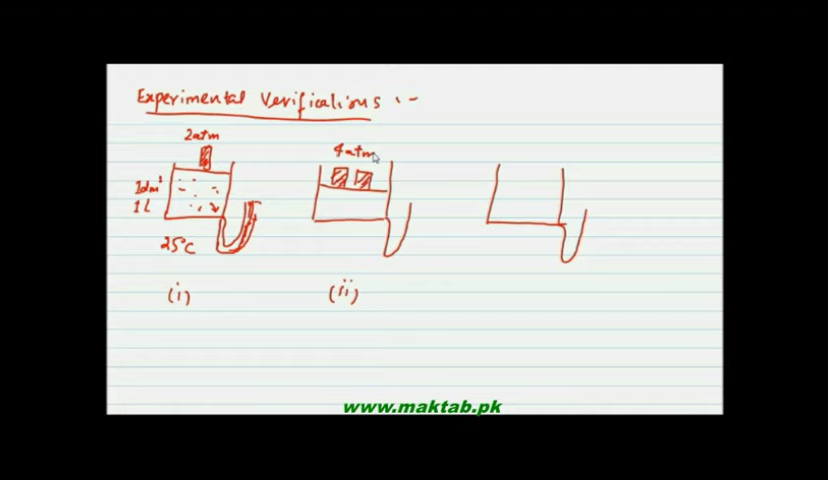 Experimental Verifications :-
2atm
4atm
1dm³
1L
25°C
(i)
(ii)
www.maktab.pk